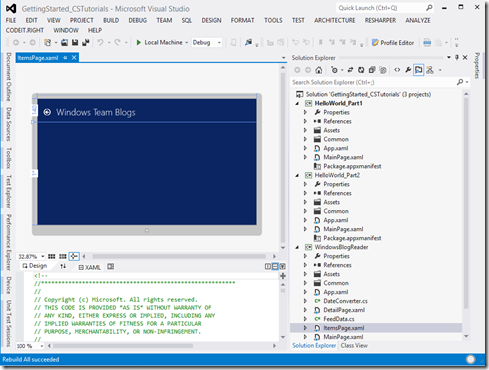 GettingStarted_CSTutorials - Microsoft Visual Studio
Quick Launch (Ctrl+Q)
FILE EDIT VIEW PROJECT BUILD DEBUG TEAM SQL DESIGN FORMAT TOOLS TEST ARCHITECTURE RESHARPER ANALYZE
CODEIT.RIGHT WINDOW HELP
Local Machine Debug Profile Editor
Document Outline
Data Sources
Toolbox
Test Explorer
Performance Explorer
Device
Unit Test Sessions
ItemsPage.xaml
Windows Team Blogs
32.87%
Design XAML
<!--
//***********************************************************
//
// Copyright (c) Microsoft. All rights reserved.
// THIS CODE IS PROVIDED *AS IS* WITHOUT WARRANTY OF
// ANY KIND, EITHER EXPRESS OR IMPLIED, INCLUDING ANY
// IMPLIED WARRANTIES OF FITNESS FOR A PARTICULAR
// PURPOSE, MERCHANTABILITY, OR NON-INFRINGEMENT.
//
100 %
Solution Explorer
Search Solution Explorer (Ctrl+;)
Solution 'GettingStarted_CSTutorials' (3 projects)
HelloWorld_Part1
Properties
References
Assets
Common
App.xaml
MainPage.xaml
Package.appxmanifest
HelloWorld_Part2
Properties
References
Assets
Common
App.xaml
MainPage.xaml
Package.appxmanifest
WindowsBlogReader
Properties
References
Assets
Common
App.xaml
DateConverter.cs
DetailPage.xaml
FeedData.cs
ItemsPage.xaml
MainPage.xaml
Solution Explorer Class View
Properties
Rebuild All succeeded